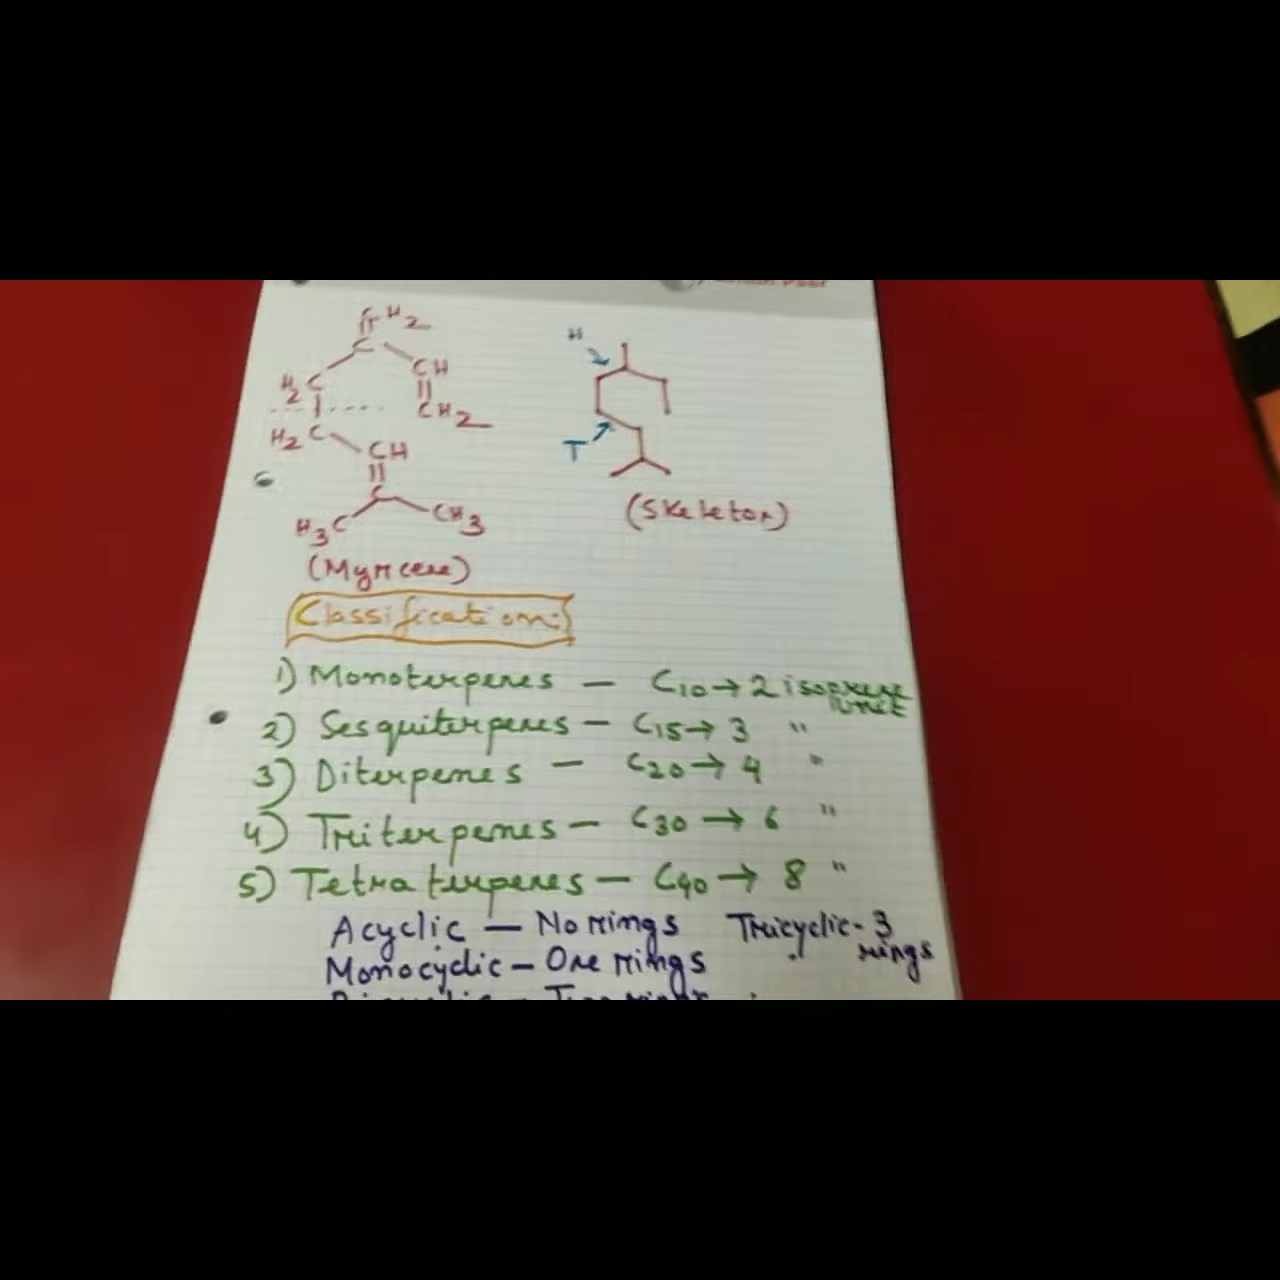 CH2
C
H2C CH
CH2
H2C CH
C
H3C CH3
(Myrcene)
H
T
(Skeleton)
Classification:
1) Monoterpenes — C10→2 isoprene unit
2) Sesquiterpenes — C15→3 "
3) Diterpenes — C20→4 "
4) Triterpenes — C30→6 "
5) Tetraterpenes — C40→8 "
Acyclic — No rings Tricyclic - 3 rings
Monocyclic — One rings